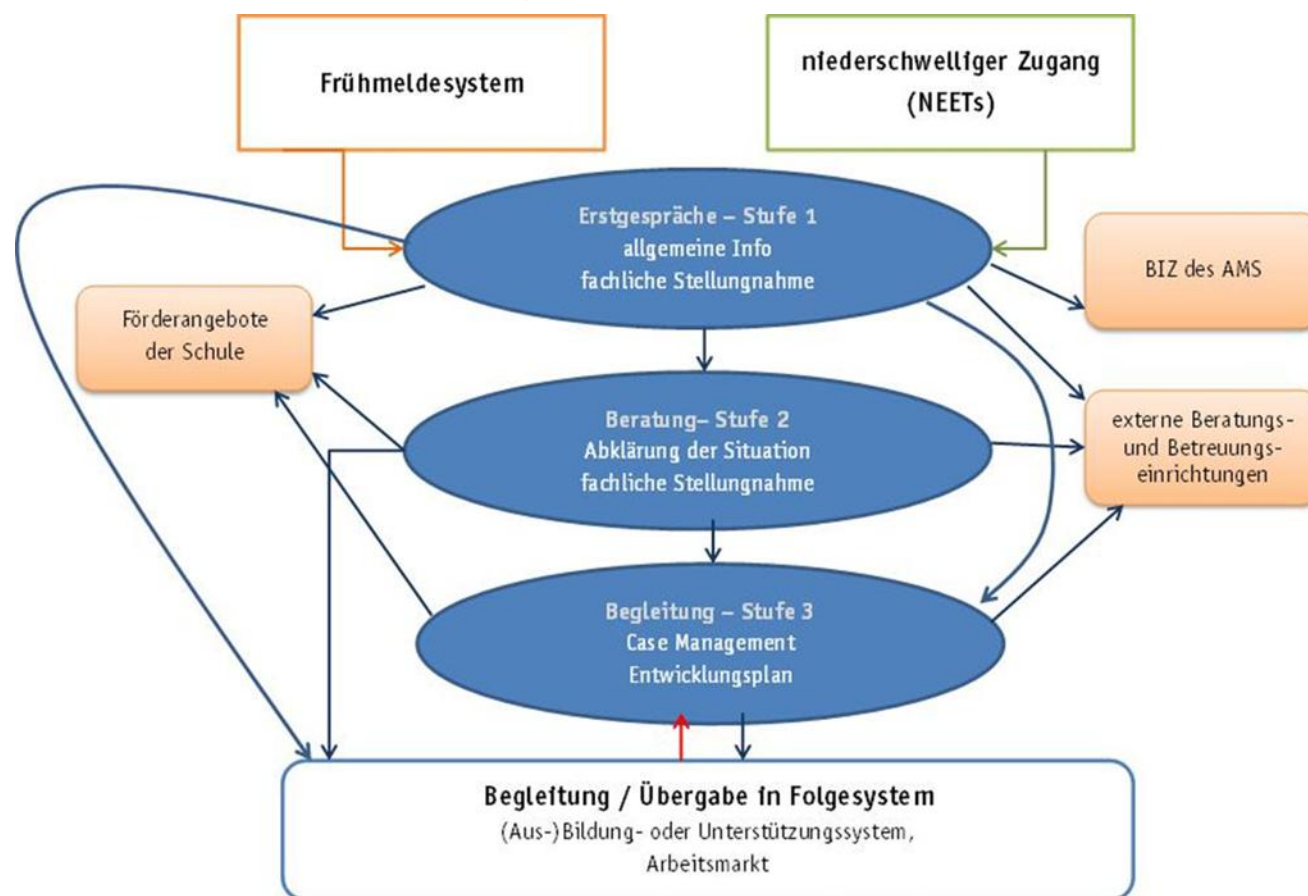 Frühmeldesystem
niederschwelliger Zugang
(NEETs)
Erstgespräche – Stufe 1
allgemeine Info
fachliche Stellungnahme
BIZ des AMS
Förderangebote
der Schule
Beratung– Stufe 2
Abklärung der Situation
fachliche Stellungnahme
externe Beratungs-
und Betreuungs-
einrichtungen
Begleitung – Stufe 3
Case Management
Entwicklungsplan
Begleitung / Übergabe in Folgesystem
(Aus-)Bildung- oder Unterstützungssystem,
Arbeitsmarkt